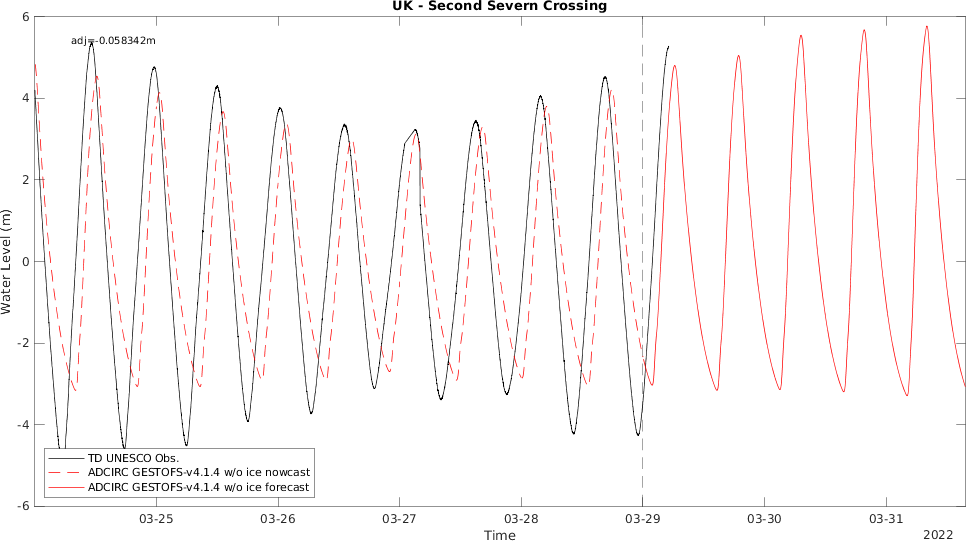 UK - Second Severn Crossing
adj=-0.058342m
6
4
2
0
-2
-4
-6
Water Level (m)
TD UNESCO Obs.
ADCIRC GESTOFS-v4.1.4 w/o ice nowcast
ADCIRC GESTOFS-v4.1.4 w/o ice forecast
03-25 03-26 03-27 03-28 03-29 03-30 03-31
Time
2022